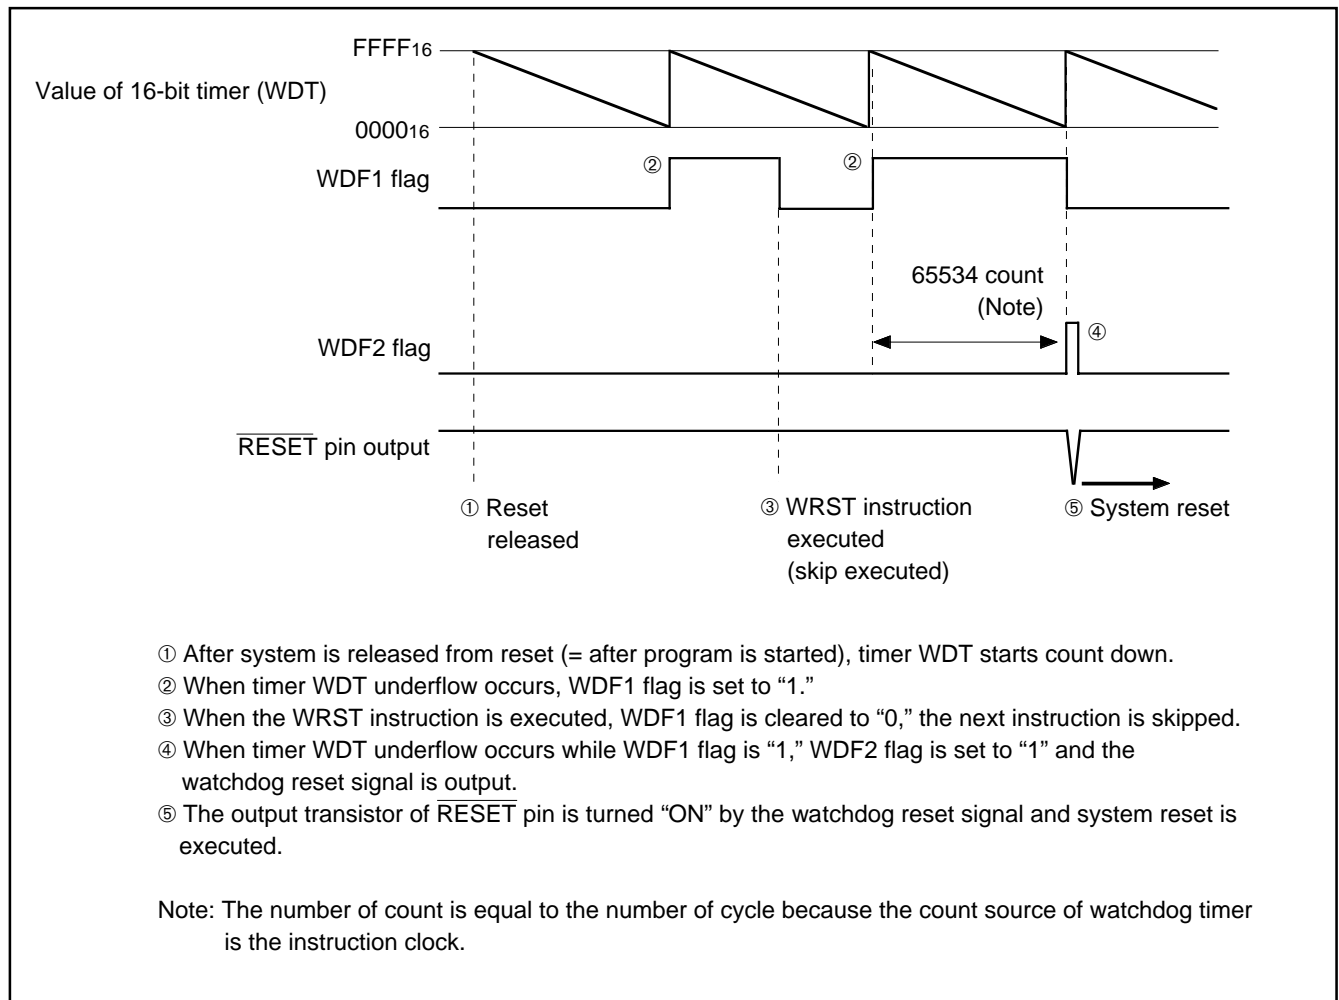 FFFF16
Value of 16-bit timer (WDT)
000016
② ②
WDF1 flag
65534 count
(Note)
④
WDF2 flag
RESET pin output
① Reset
released
③ WRST instruction
executed
(skip executed)
⑤ System reset
① After system is released from reset (= after program is started), timer WDT starts count down.
② When timer WDT underflow occurs, WDF1 flag is set to “1.”
③ When the WRST instruction is executed, WDF1 flag is cleared to “0,” the next instruction is skipped.
④ When timer WDT underflow occurs while WDF1 flag is “1,” WDF2 flag is set to “1” and the
watchdog reset signal is output.
⑤ The output transistor of RESET pin is turned “ON” by the watchdog reset signal and system reset is
executed.
Note: The number of count is equal to the number of cycle because the count source of watchdog timer
is the instruction clock.